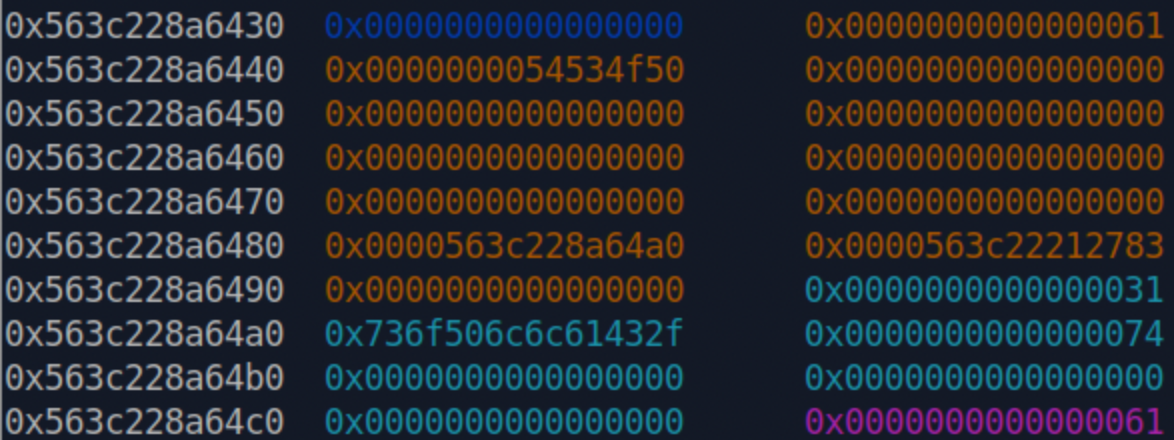 0x563c228a6430 0x0000000000000000 0x0000000000000061
0x563c228a6440 0x0000000054534f50 0x0000000000000000
0x563c228a6450 0x0000000000000000 0x0000000000000000
0x563c228a6460 0x0000000000000000 0x0000000000000000
0x563c228a6470 0x0000000000000000 0x0000000000000000
0x563c228a6480 0x0000563c228a64a0 0x0000563c22212783
0x563c228a6490 0x0000000000000000 0x0000000000000031
0x563c228a64a0 0x736f506c6c61432f 0x0000000000000074
0x563c228a64b0 0x0000000000000000 0x0000000000000000
0x563c228a64c0 0x0000000000000000 0x0000000000000061